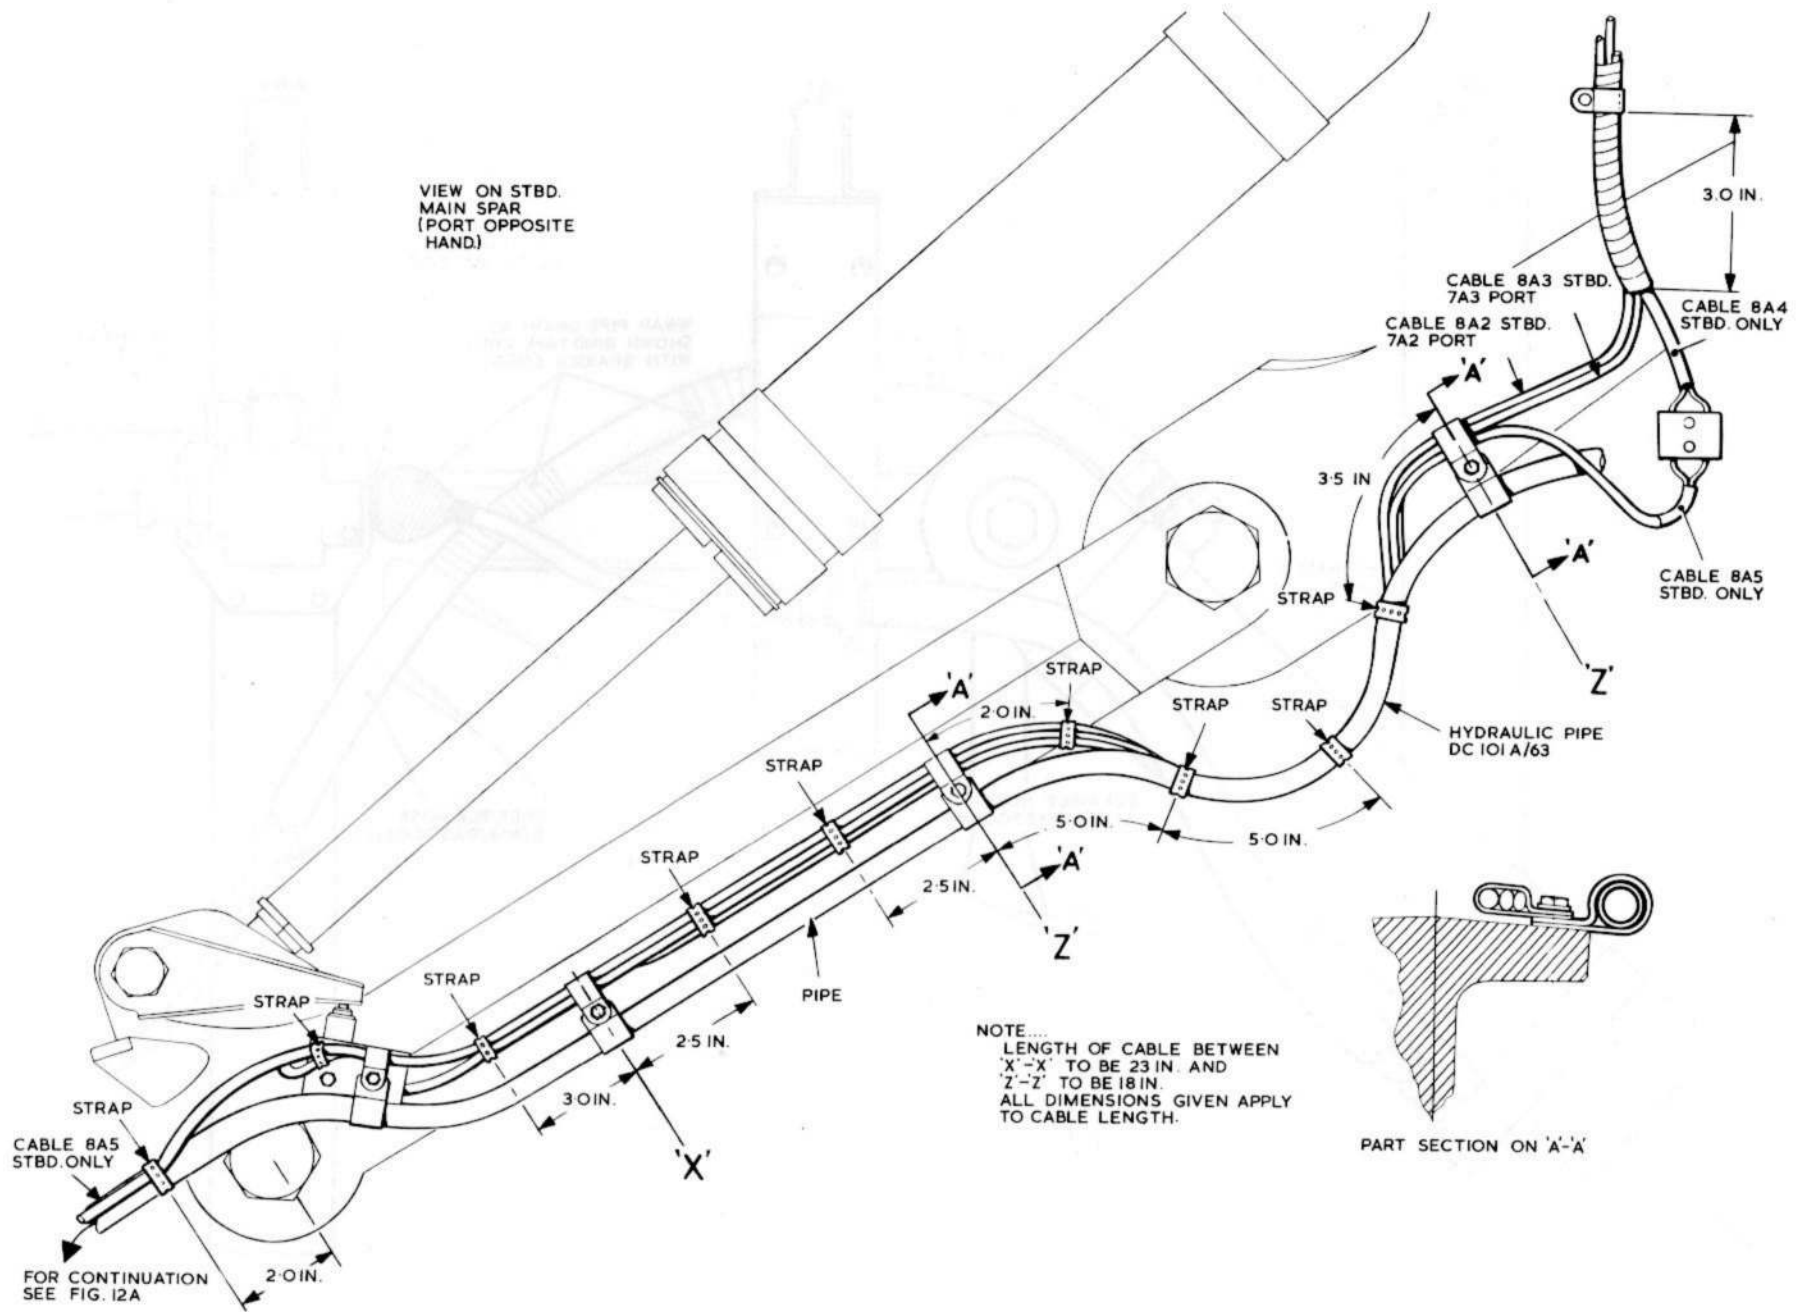 VIEW ON STBD.
MAIN SPAR
(PORT OPPOSITE
HAND.)
3.0 IN.
CABLE 8A3 STBD.
7A3 PORT
CABLE 8A4
STBD. ONLY
CABLE 8A2 STBD.
7A2 PORT
'A'
3·5 IN
'A'
CABLE 8A5
STBD. ONLY
STRAP
'Z'
STRAP
'A'
2·0 IN.
STRAP
STRAP
HYDRAULIC PIPE
DC 101 A/63
STRAP
5·0 IN.
5·0 IN.
STRAP
'A'
2·5 IN.
'Z'
STRAP
PIPE
STRAP
2·5 IN.
NOTE....
LENGTH OF CABLE BETWEEN
'X'-'X' TO BE 23 IN. AND
'Z'-'Z' TO BE 18 IN.
ALL DIMENSIONS GIVEN APPLY
TO CABLE LENGTH.
3·0 IN.
STRAP
CABLE 8A5
STBD. ONLY
'X'
PART SECTION ON 'A'-'A'
2·0 IN.
FOR CONTINUATION
SEE FIG. 12A